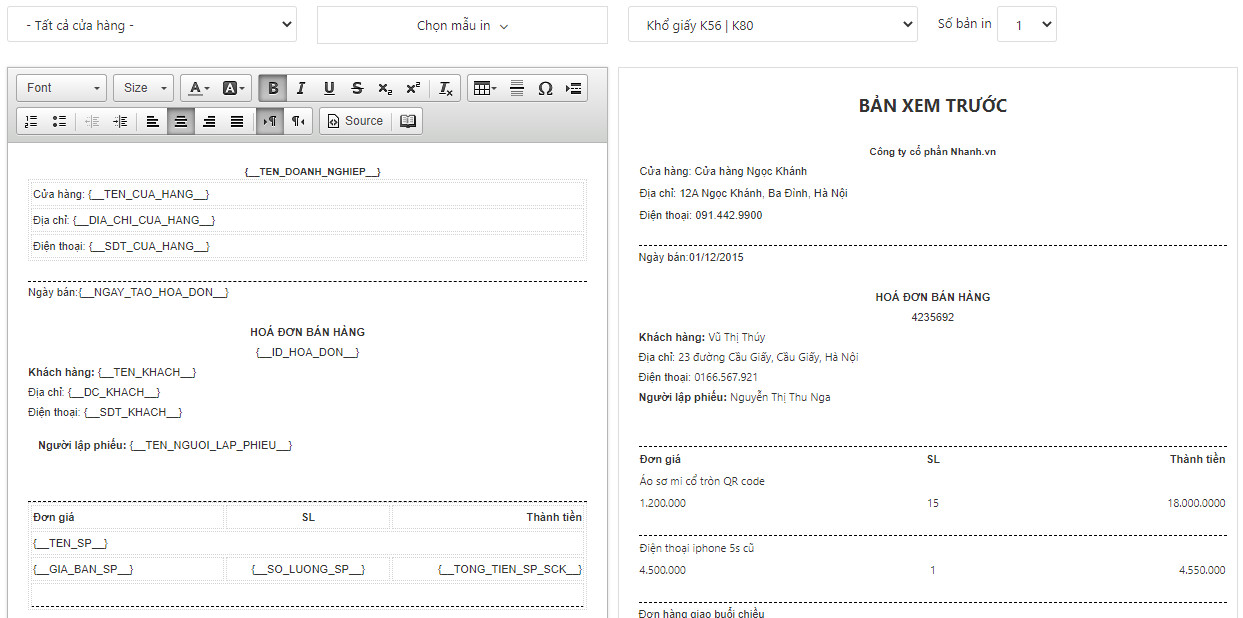 - Tất cả cửa hàng -
Chọn mẫu in
Khổ giấy K56 | K80
Số bản in
1
Font
Size
Source
{__TEN_DOANH_NGHIEP__}
Cửa hàng: {__TEN_CUA_HANG__}
Địa chỉ: {__DIA_CHI_CUA_HANG__}
Điện thoại: {__SDT_CUA_HANG__}
Ngày bán:{__NGAY_TAO_HOA_DON__}
HOÁ ĐƠN BÁN HÀNG
{__ID_HOA_DON__}
Khách hàng: {__TEN_KHACH__}
Địa chỉ: {__DC_KHACH__}
Điện thoại: {__SDT_KHACH__}
Người lập phiếu: {__TEN_NGUOI_LAP_PHIEU__}
Đơn giá SL Thành tiền
{__TEN_SP__}
{__GIA_BAN_SP__} {__SO_LUONG_SP__} {__TONG_TIEN_SP_SCK__}
BẢN XEM TRƯỚC
Công ty cổ phần Nhanh.vn
Cửa hàng: Cửa hàng Ngọc Khánh
Địa chỉ: 12A Ngọc Khánh, Ba Đình, Hà Nội
Điện thoại: 091.442.9900
Ngày bán:01/12/2015
HOÁ ĐƠN BÁN HÀNG
4235692
Khách hàng: Vũ Thị Thúy
Địa chỉ: 23 đường Cầu Giấy, Cầu Giấy, Hà Nội
Điện thoại: 0166.567.921
Người lập phiếu: Nguyễn Thị Thu Nga
Đơn giá SL Thành tiền
Áo sơ mi cổ tròn QR code
1.200.000 15 18.000.0000
Điện thoại iphone 5s cũ
4.500.000 1 4.550.000
Đơn hàng giao buổi chiều